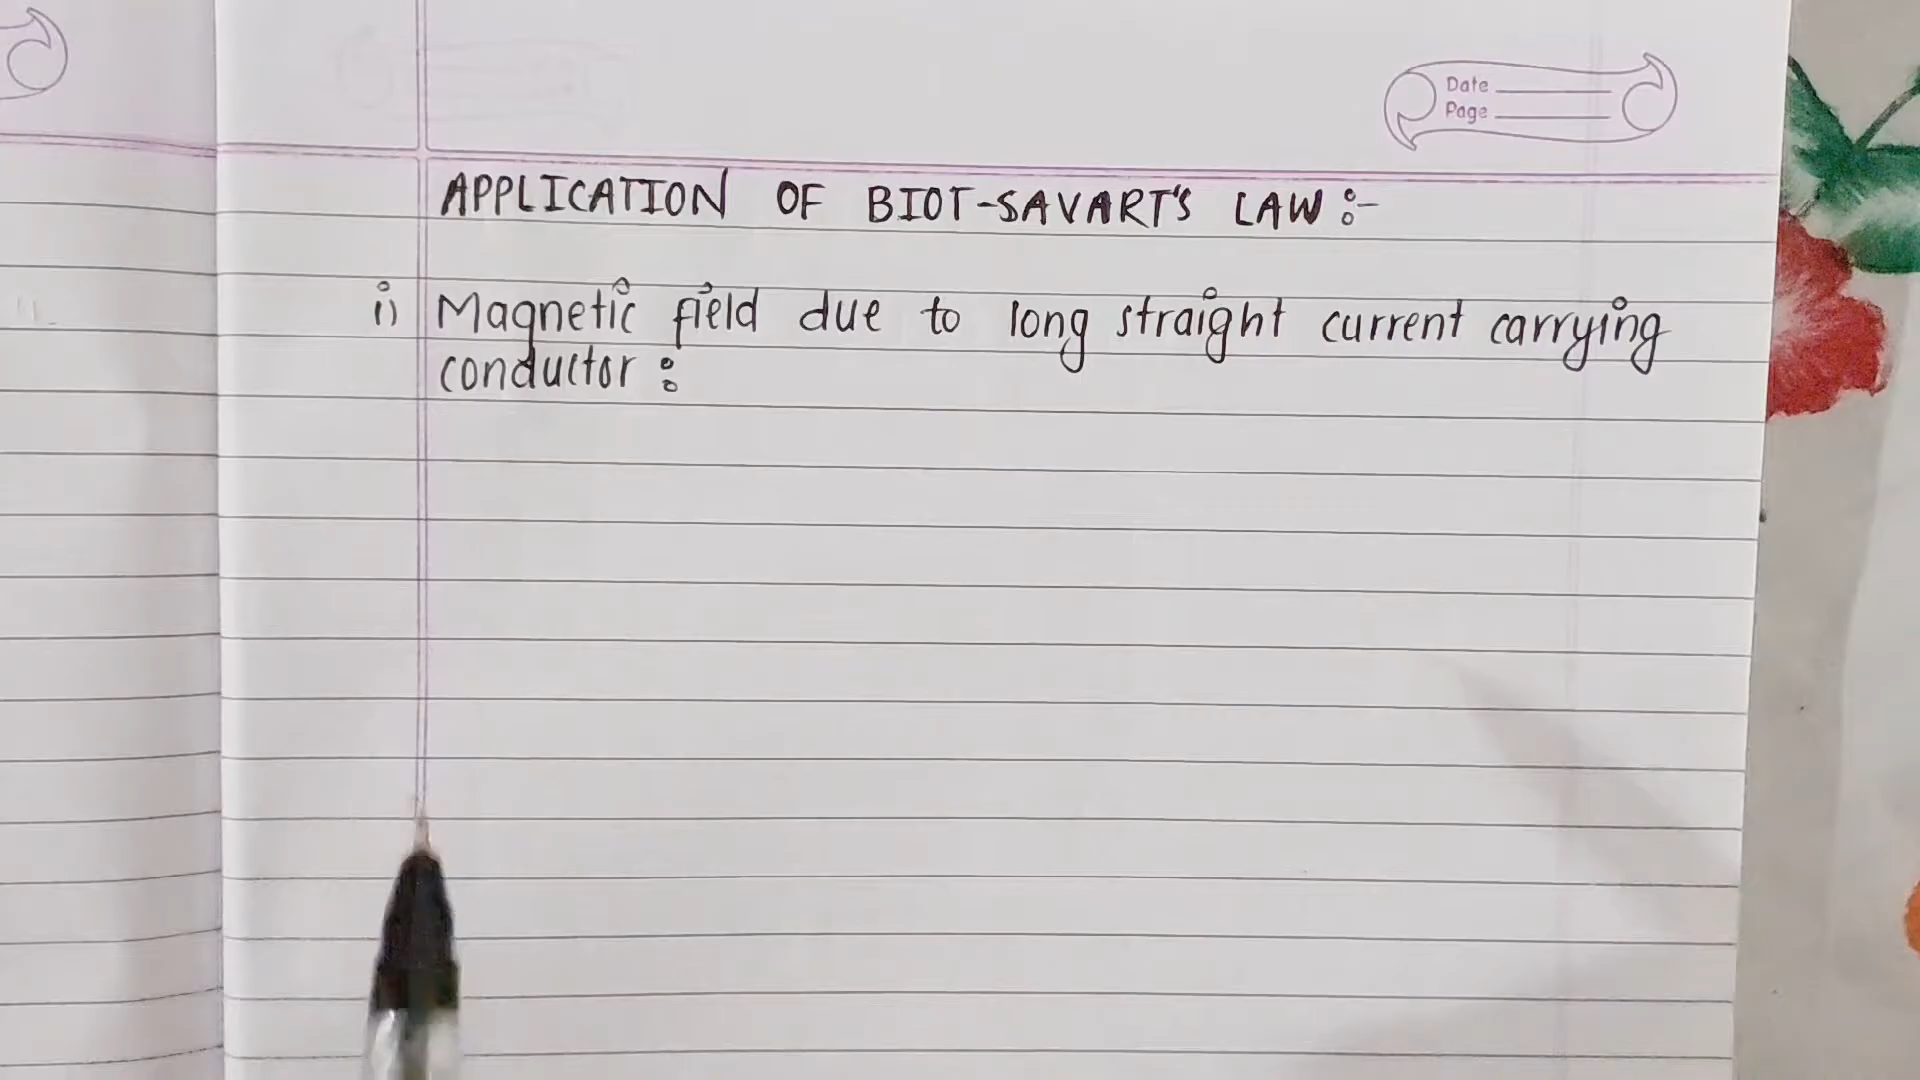 Date
Page
APPLICATION OF BIOT-SAVART'S LAW :-
i) Magnetic field due to long straight current carrying
conductor :